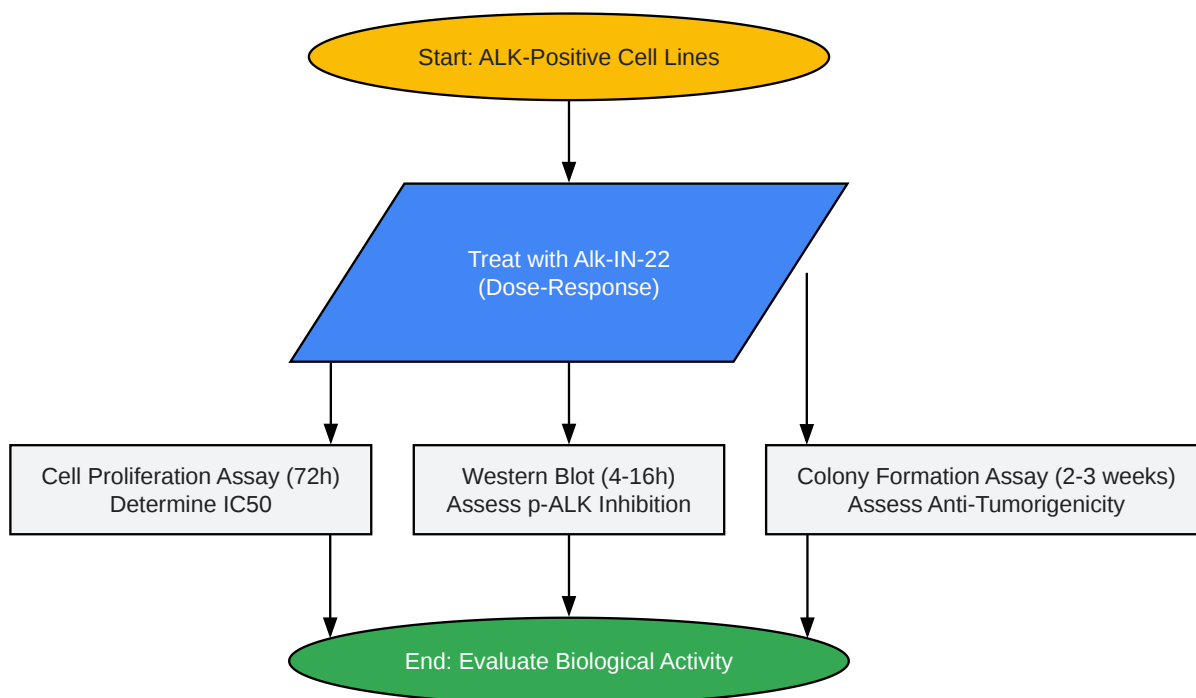 Start: ALK-Positive Cell Lines
Treat with Alk-IN-22
(Dose-Response)
Cell Proliferation Assay (72h)
Determine IC50
Western Blot (4-16h)
Assess p-ALK Inhibition
Colony Formation Assay (2-3 weeks)
Assess Anti-Tumorigenicity
End: Evaluate Biological Activity